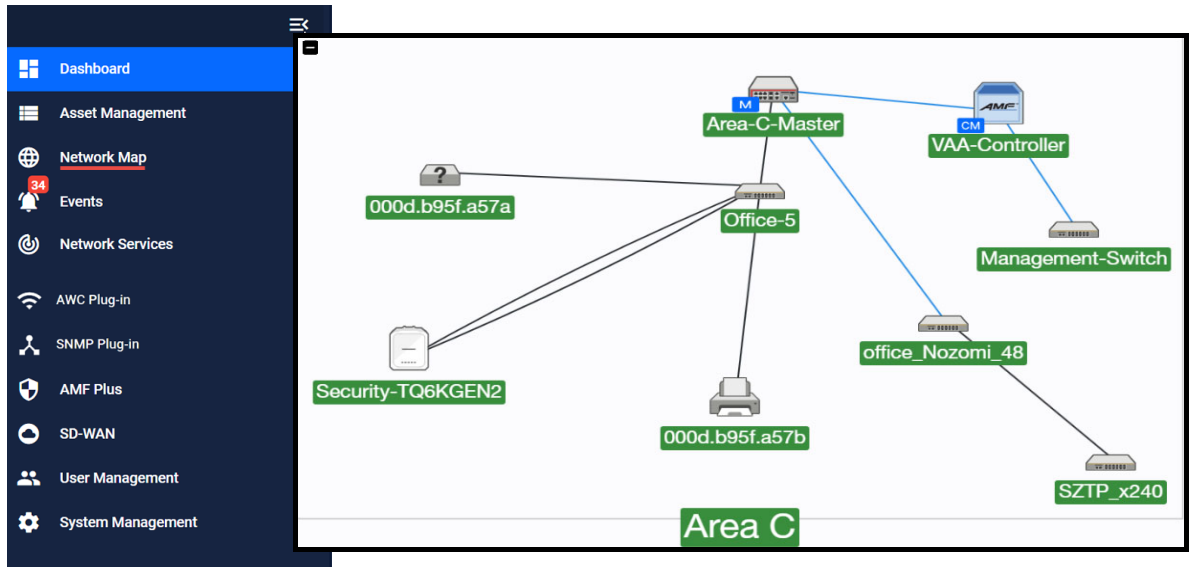 Dashboard
Asset Management
Network Map
34
Events
Network Services
AWC Plug-in
SNMP Plug-in
AMF Plus
SD-WAN
User Management
System Management
M
Area-C-Master
AMF
CM
VAA-Controller
?
000d.b95f.a57a
Office-5
Management-Switch
office_Nozomi_48
Security-TQ6KGEN2
000d.b95f.a57b
SZTP_x240
Area C